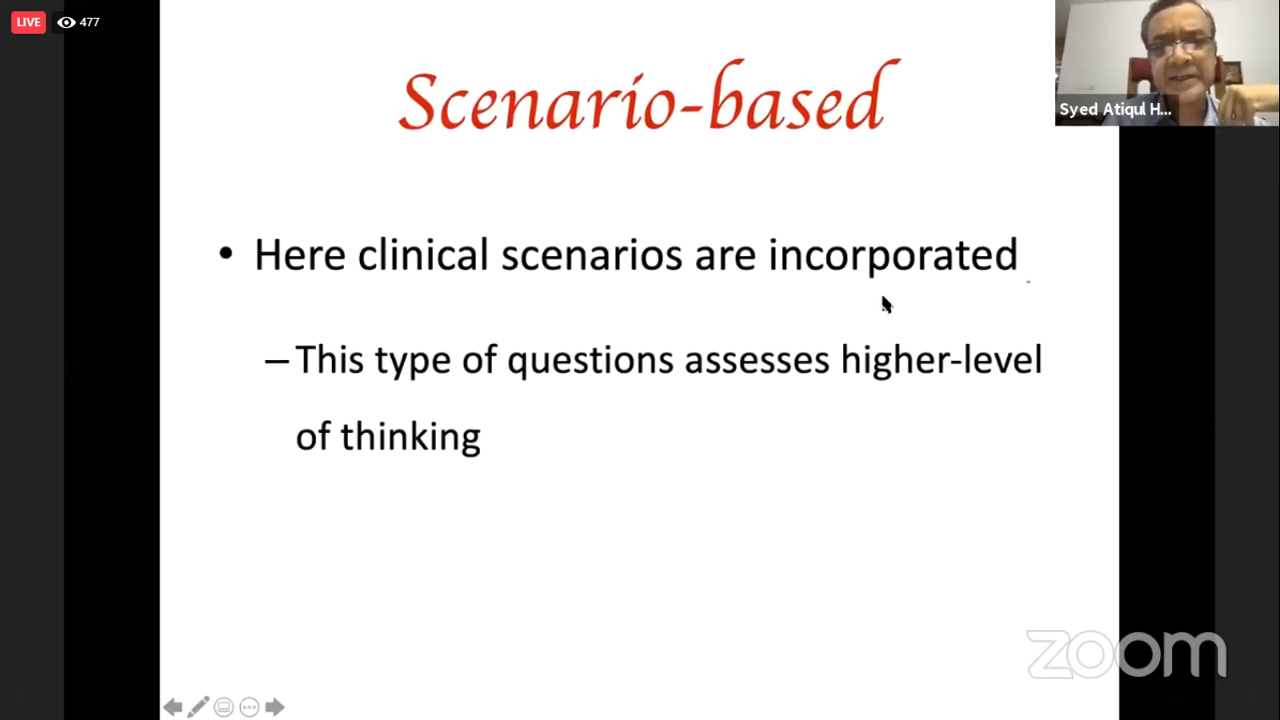 LIVE 477
Scenario-based
Syed Atiqul H...
• Here clinical scenarios are incorporated
– This type of questions assesses higher-level
of thinking
zoom